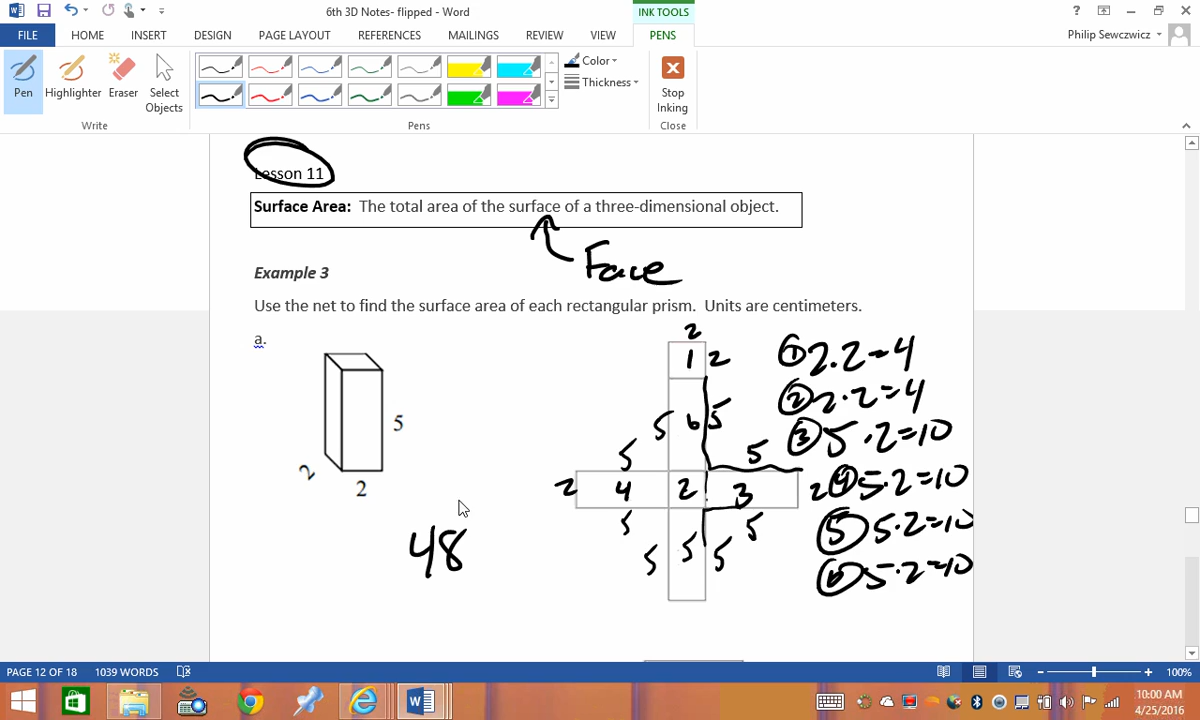 6th 3D Notes- flipped - Word
INK TOOLS
FILE HOME INSERT DESIGN PAGE LAYOUT REFERENCES MAILINGS REVIEW VIEW PENS
Philip Sewczwicz
Pen
Highlighter
Eraser
Select Objects
Color
Thickness
Stop Inking
Write
Pens
Close
Lesson 11
Surface Area: The total area of the surface of a three-dimensional object.
Face
Example 3
Use the net to find the surface area of each rectangular prism. Units are centimeters.
a.
5
2
2
48
2
1 2
5 6 5
5 5
2 4 2 3 2
5 5
5 5 5
① 2·2=4
② 2·2=4
③ 5·2=10
④ 5·2=10
⑤ 5·2=10
⑥ 5·2=10
PAGE 12 OF 18 1039 WORDS
100%
10:00 AM
4/25/2016